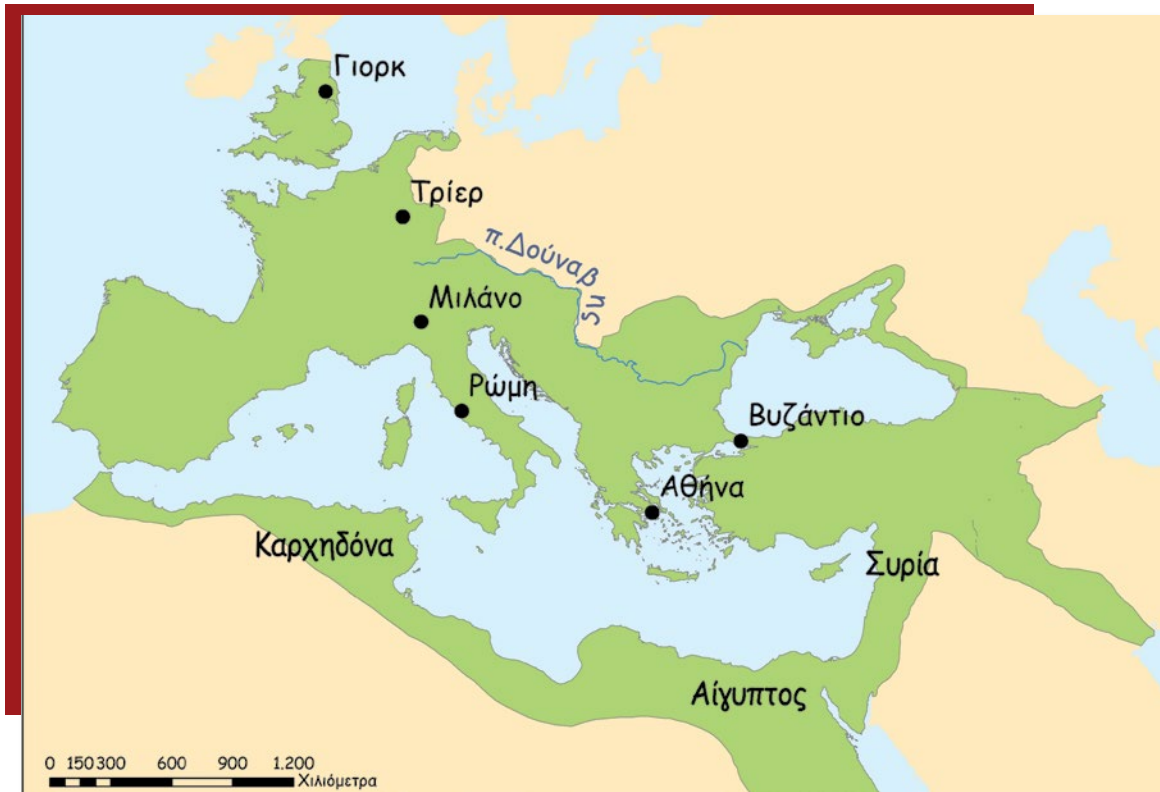 Γιορκ
Τρίερ
π.Δούναβ
ης
Μιλάνο
Ρώμη
Βυζάντιο
Αθήνα
Καρχηδόνα
Συρία
Αίγυπτος
0 150 300 600 900 1.200
Χιλιόμετρα